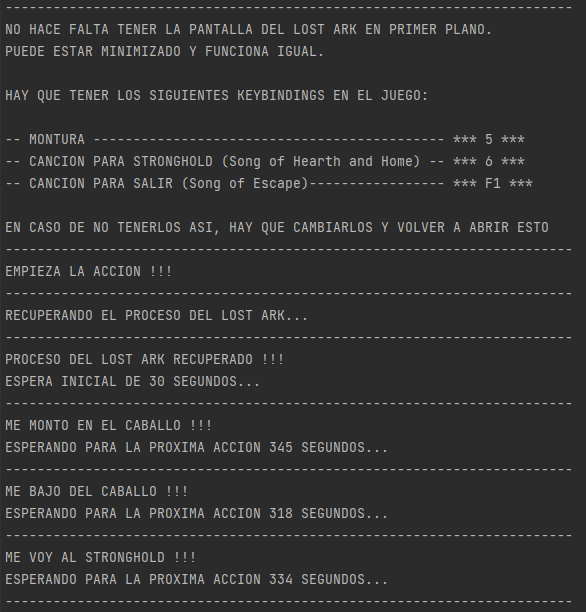 --------------------------------------------------------------------
NO HACE FALTA TENER LA PANTALLA DEL LOST ARK EN PRIMER PLANO.
PUEDE ESTAR MINIMIZADO Y FUNCIONA IGUAL.
HAY QUE TENER LOS SIGUIENTES KEYBINDINGS EN EL JUEGO:
-- MONTURA ------------------------------------------ *** 5 ***
-- CANCION PARA STRONGHOLD (Song of Hearth and Home) -- *** 6 ***
-- CANCION PARA SALIR (Song of Escape)----------------- *** F1 ***
EN CASO DE NO TENERLOS ASI, HAY QUE CAMBIARLOS Y VOLVER A ABRIR ESTO
--------------------------------------------------------------------
EMPIEZA LA ACCION !!!
--------------------------------------------------------------------
RECUPERANDO EL PROCESO DEL LOST ARK...
--------------------------------------------------------------------
PROCESO DEL LOST ARK RECUPERADO !!!
ESPERA INICIAL DE 30 SEGUNDOS...
--------------------------------------------------------------------
ME MONTO EN EL CABALLO !!!
ESPERANDO PARA LA PROXIMA ACCION 345 SEGUNDOS...
--------------------------------------------------------------------
ME BAJO DEL CABALLO !!!
ESPERANDO PARA LA PROXIMA ACCION 318 SEGUNDOS...
--------------------------------------------------------------------
ME VOY AL STRONGHOLD !!!
ESPERANDO PARA LA PROXIMA ACCION 334 SEGUNDOS...
--------------------------------------------------------------------